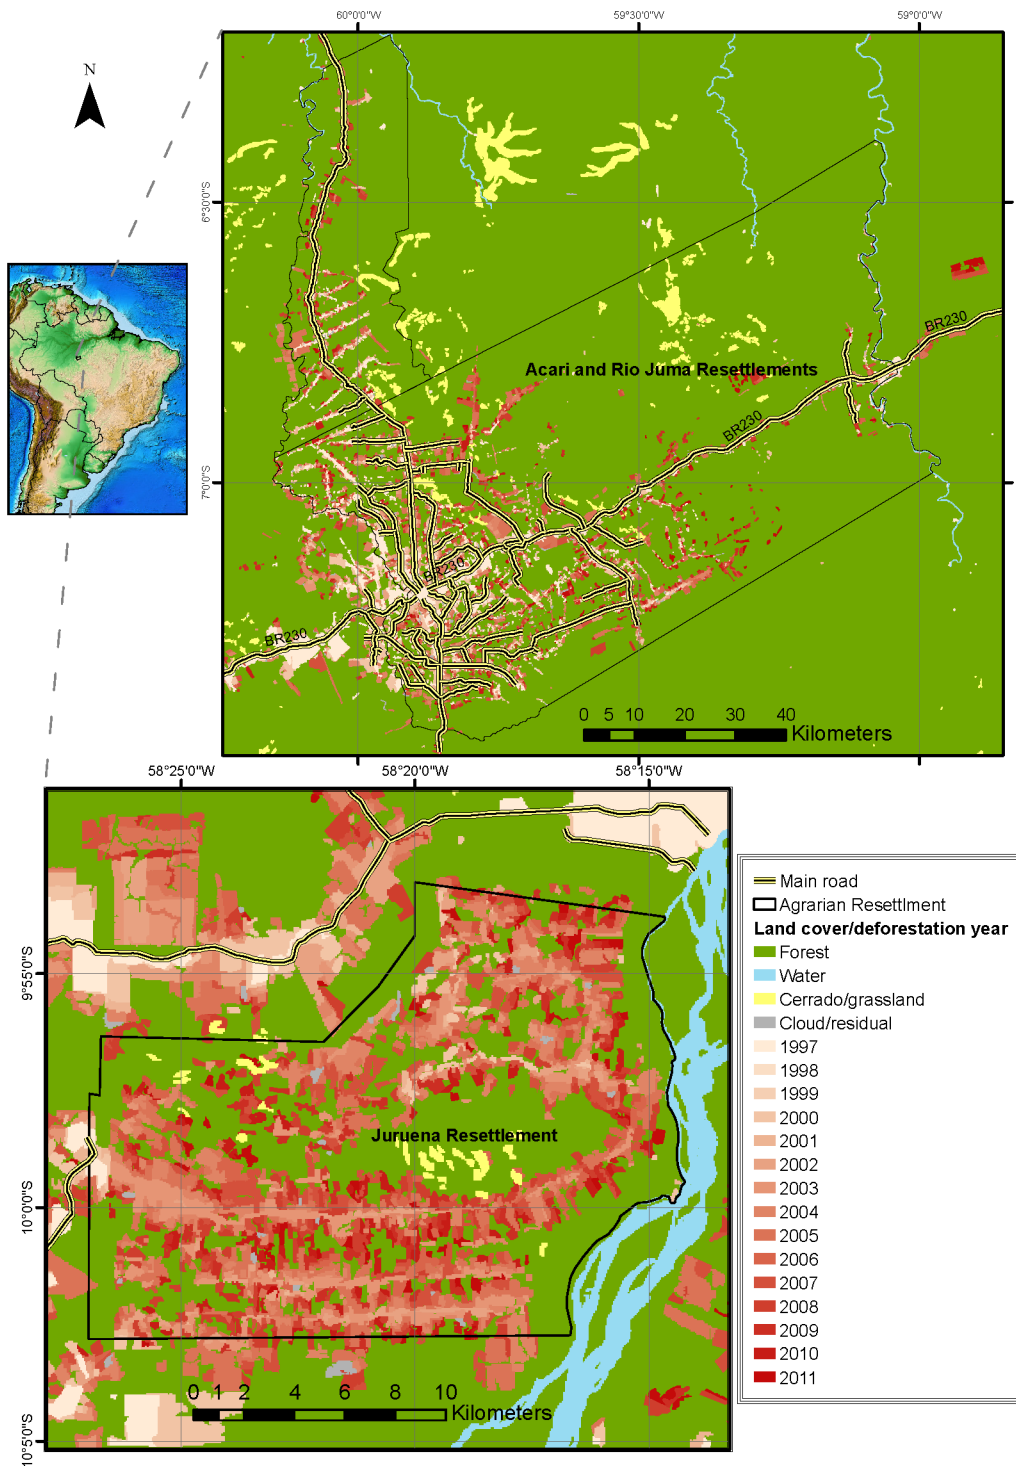 60°0'0"W
59°30'0"W
59°0'0"W
N
6°30'0"S
7°0'0"S
BR230
Acari and Rio Juma Resettlements
BR230
BR230
BR230
0 5 10 20 30 40
Kilometers
58°25'0"W
58°20'0"W
58°15'0"W
9°55'0"S
10°0'0"S
10°5'0"S
Juruena Resettlement
0 1 2 4 6 8 10
Kilometers
Main road
Agrarian Resettlment
Land cover/deforestation year
Forest
Water
Cerrado/grassland
Cloud/residual
1997
1998
1999
2000
2001
2002
2003
2004
2005
2006
2007
2008
2009
2010
2011